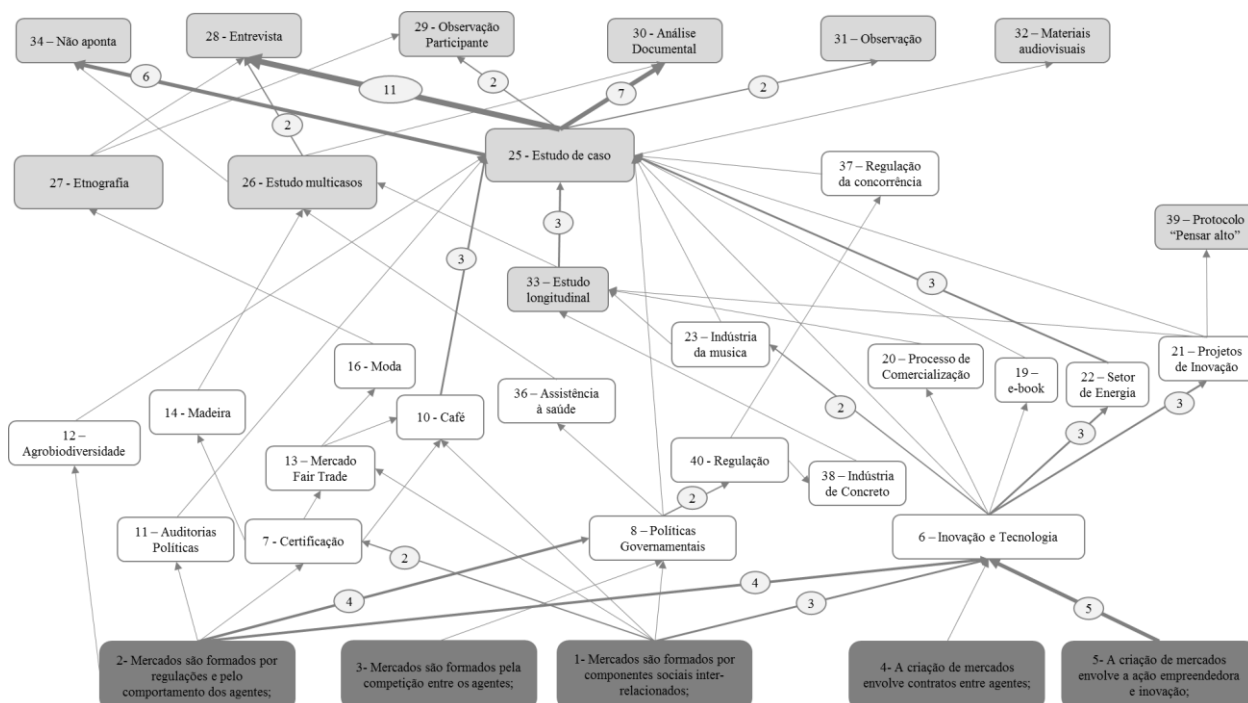 34 – Não aponta
28 - Entrevista
29 - Observação
Participante
30 - Análise
Documental
31 - Observação
32 – Materiais
audiovisuais
6
11
2
7
2
2
25 - Estudo de caso
27 - Etnografia
26 - Estudo multicasos
37 – Regulação
da concorrência
39 – Protocolo
“Pensar alto”
3
3
3
33 – Estudo
longitudinal
23 – Indústria
da musica
20 – Processo de
Comercialização
19 –
e-book
22 – Setor
de Energia
21 – Projetos
de Inovação
16 - Moda
36 – Assistência
à saúde
14 - Madeira
10 - Café
2
3
3
12 –
Agrobiodiversidade
13 – Mercado
Fair Trade
40 - Regulação
38 – Indústria
de Concreto
2
11 – Auditorias
Políticas
7 - Certificação
8 – Políticas
Governamentais
6 – Inovação e Tecnologia
2
4
4
3
5
2- Mercados são formados por
regulações e pelo
comportamento dos agentes;
3- Mercados são formados pela
competição entre os agentes;
1- Mercados são formados por
componentes sociais inter-
relacionados;
4- A criação de mercados
envolve contratos entre agentes;
5- A criação de mercados
envolve a ação empreendedora
e inovação;